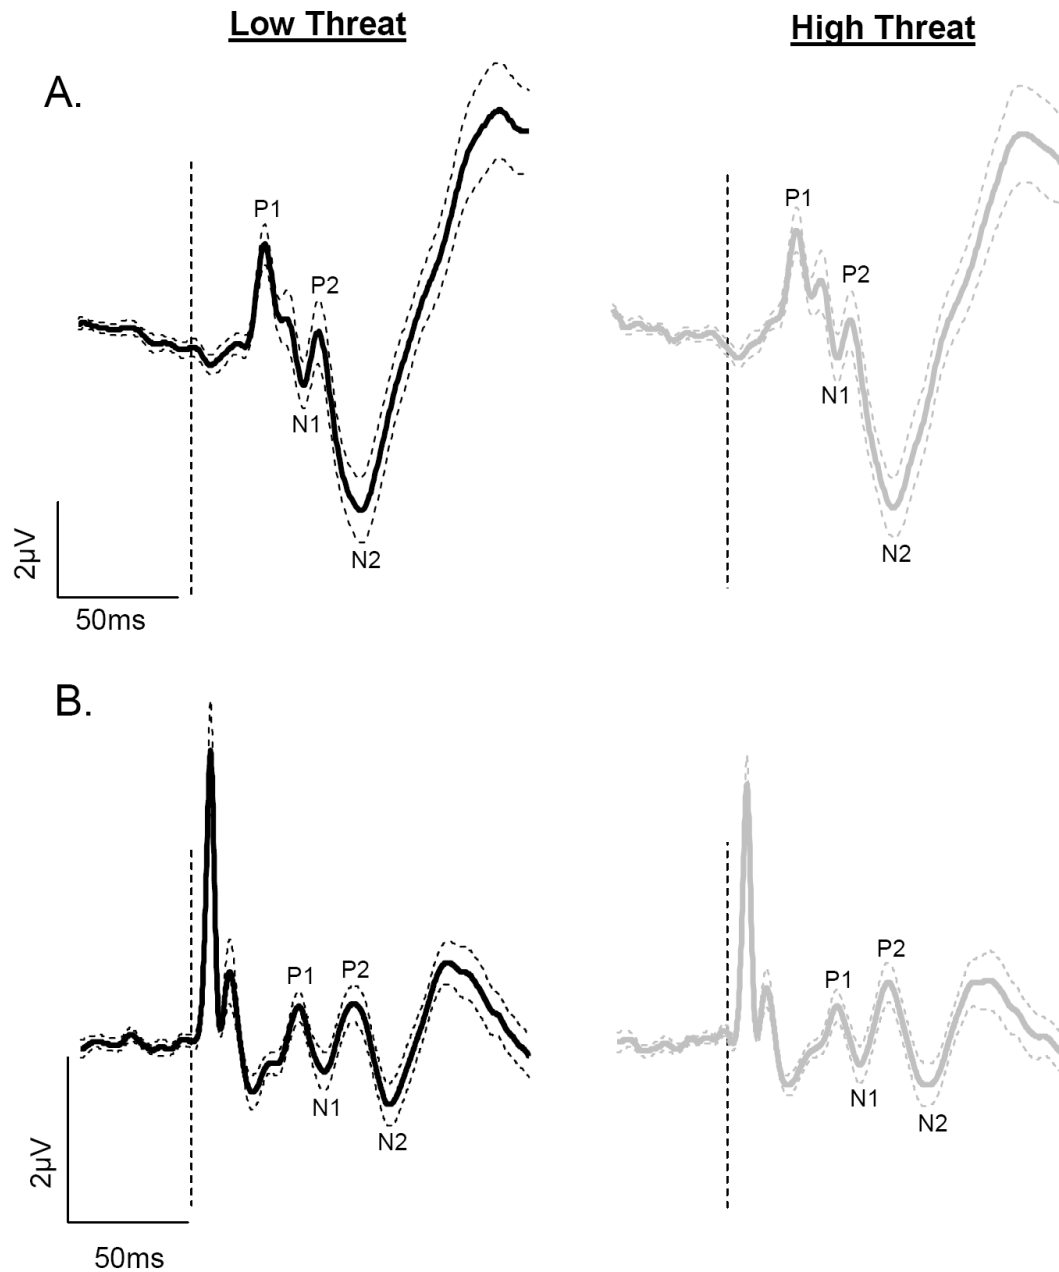 Low Threat
High Threat
A.
P1
P2
N1
N2
P1
P2
N1
N2
2µV
50ms
B.
P1
P2
N1
N2
P1
P2
N1
N2
2µV
50ms